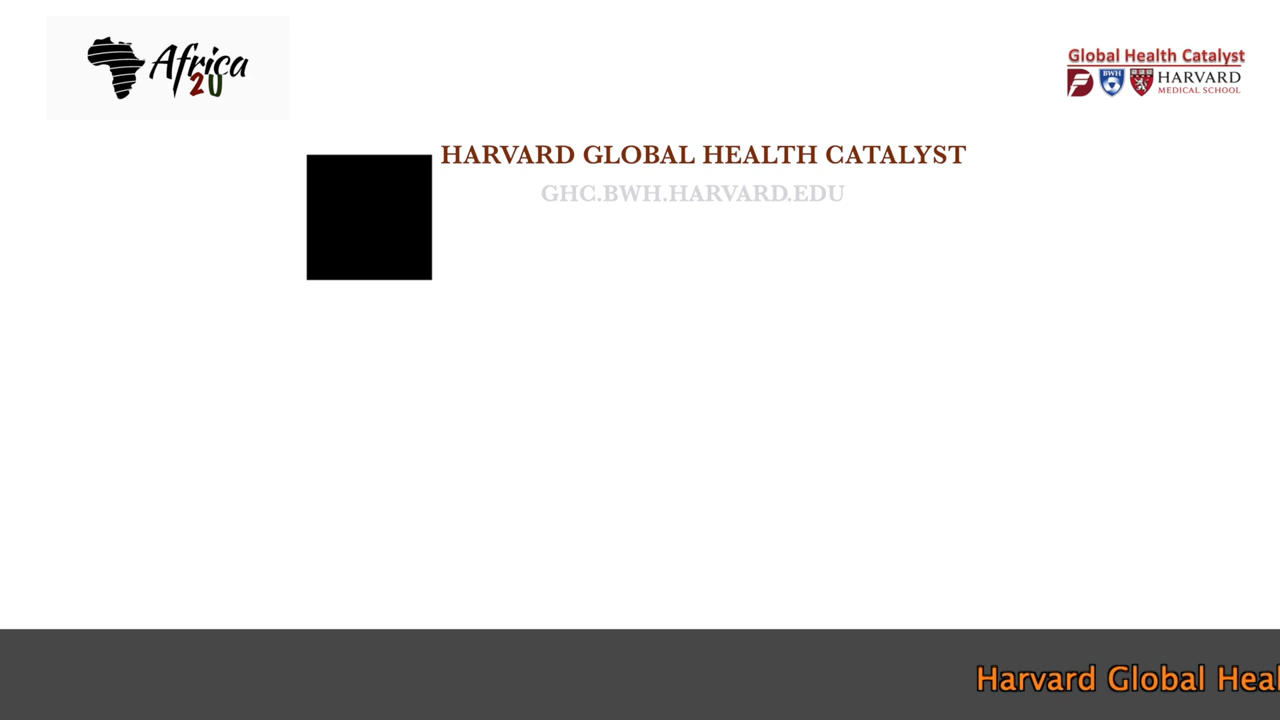 Africa
2U
Global Health Catalyst
BWH
HARVARD
MEDICAL SCHOOL
HARVARD GLOBAL HEALTH CATALYST
GHC.BWH.HARVARD.EDU
Harvard Global Heal